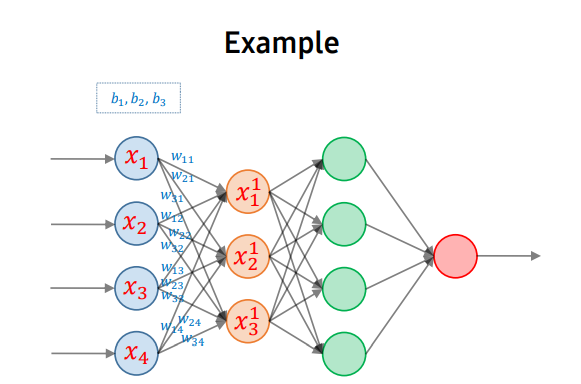 Example
b₁, b₂, b₃
x₁
w₁₁
w₂₁
w₃₁
x₁¹
x₂
w₁₂
w₂₂
w₃₂
x₂¹
x₃
w₁₃
w₂₃
w₃₃
x₃¹
x₄
w₁₄
w₂₄
w₃₄